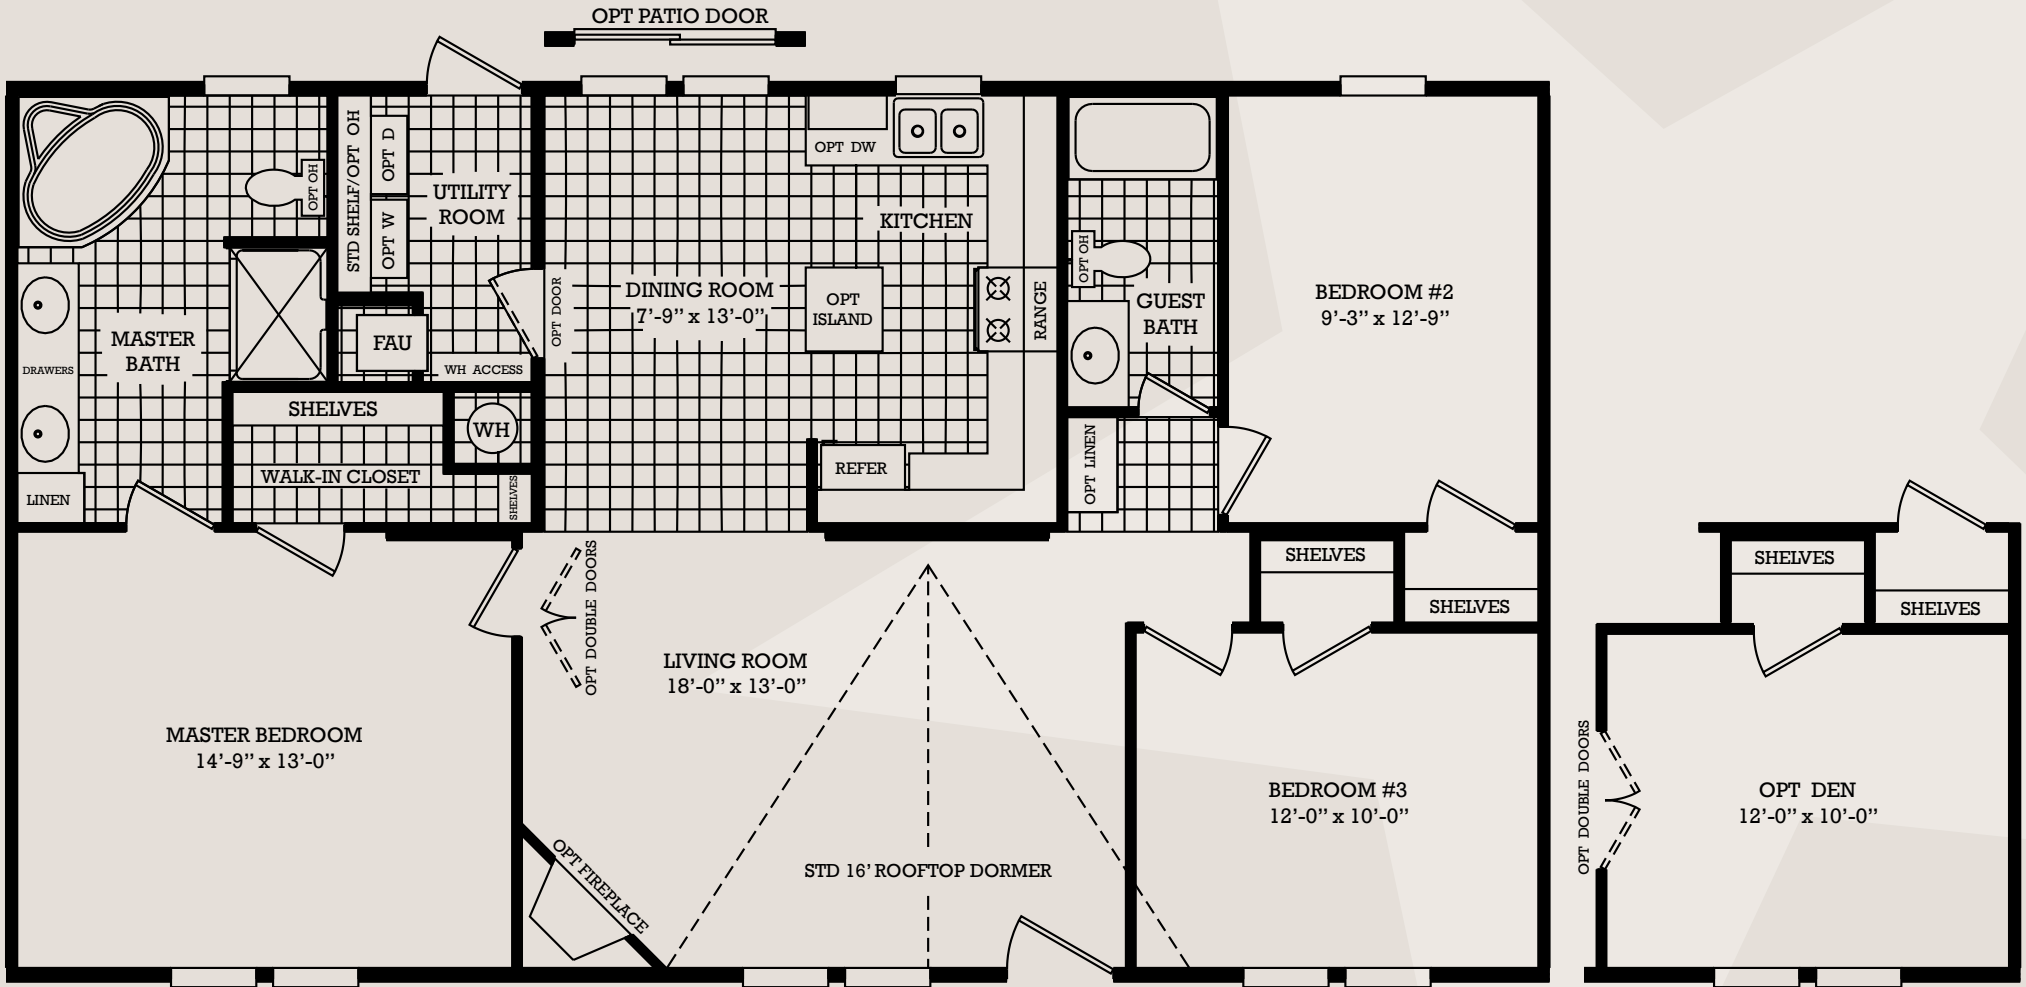 OPT PATIO DOOR
STD SHELF/OPT OH
OPT D
OPT W
OPT OH
UTILITY
ROOM
OPT DW
KITCHEN
DINING ROOM
7'-9" x 13'-0"
OPT
ISLAND
RANGE
OPT DOOR
OPT OH
GUEST
BATH
BEDROOM #2
9'-3" x 12'-9"
MASTER
BATH
DRAWERS
FAU
WH ACCESS
SHELVES
WH
WALK-IN CLOSET
SHELVES
LINEN
REFER
OPT LINEN
OPT DOUBLE DOORS
SHELVES
SHELVES
LIVING ROOM
18'-0" x 13'-0"
MASTER BEDROOM
14'-9" x 13'-0"
OPT FIREPLACE
STD 16' ROOFTOP DORMER
BEDROOM #3
12'-0" x 10'-0"
SHELVES
SHELVES
OPT DOUBLE DOORS
OPT DEN
12'-0" x 10'-0"